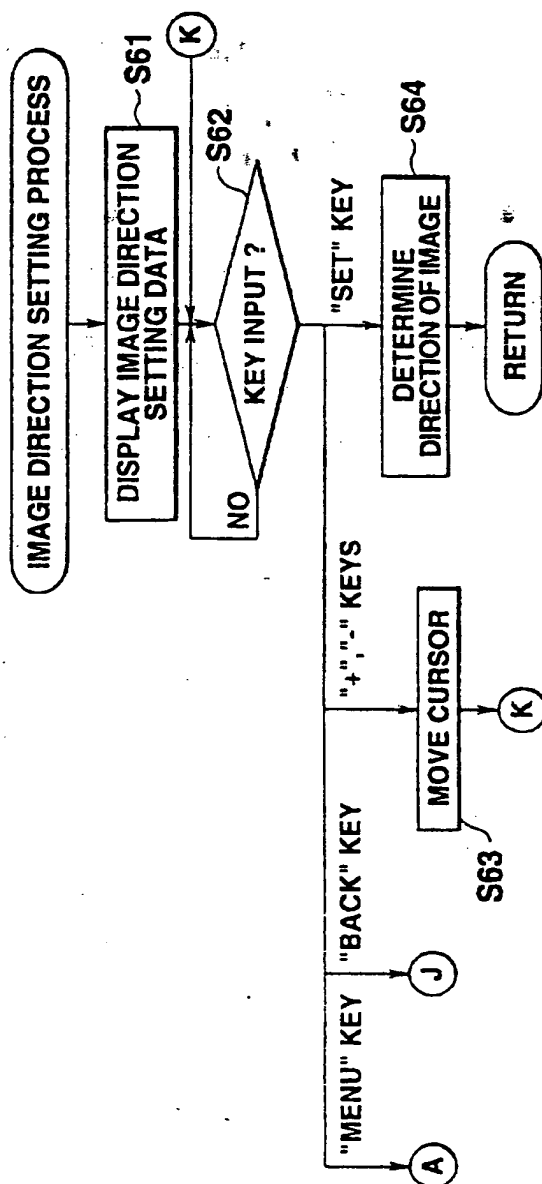 IMAGE DIRECTION SETTING PROCESS
DISPLAY IMAGE DIRECTION
SETTING DATA
S61
K
KEY INPUT ?
S62
NO
"MENU" KEY
"BACK" KEY
"+","-" KEYS
"SET" KEY
A
J
MOVE CURSOR
S63
K
DETERMINE
DIRECTION OF IMAGE
S64
RETURN